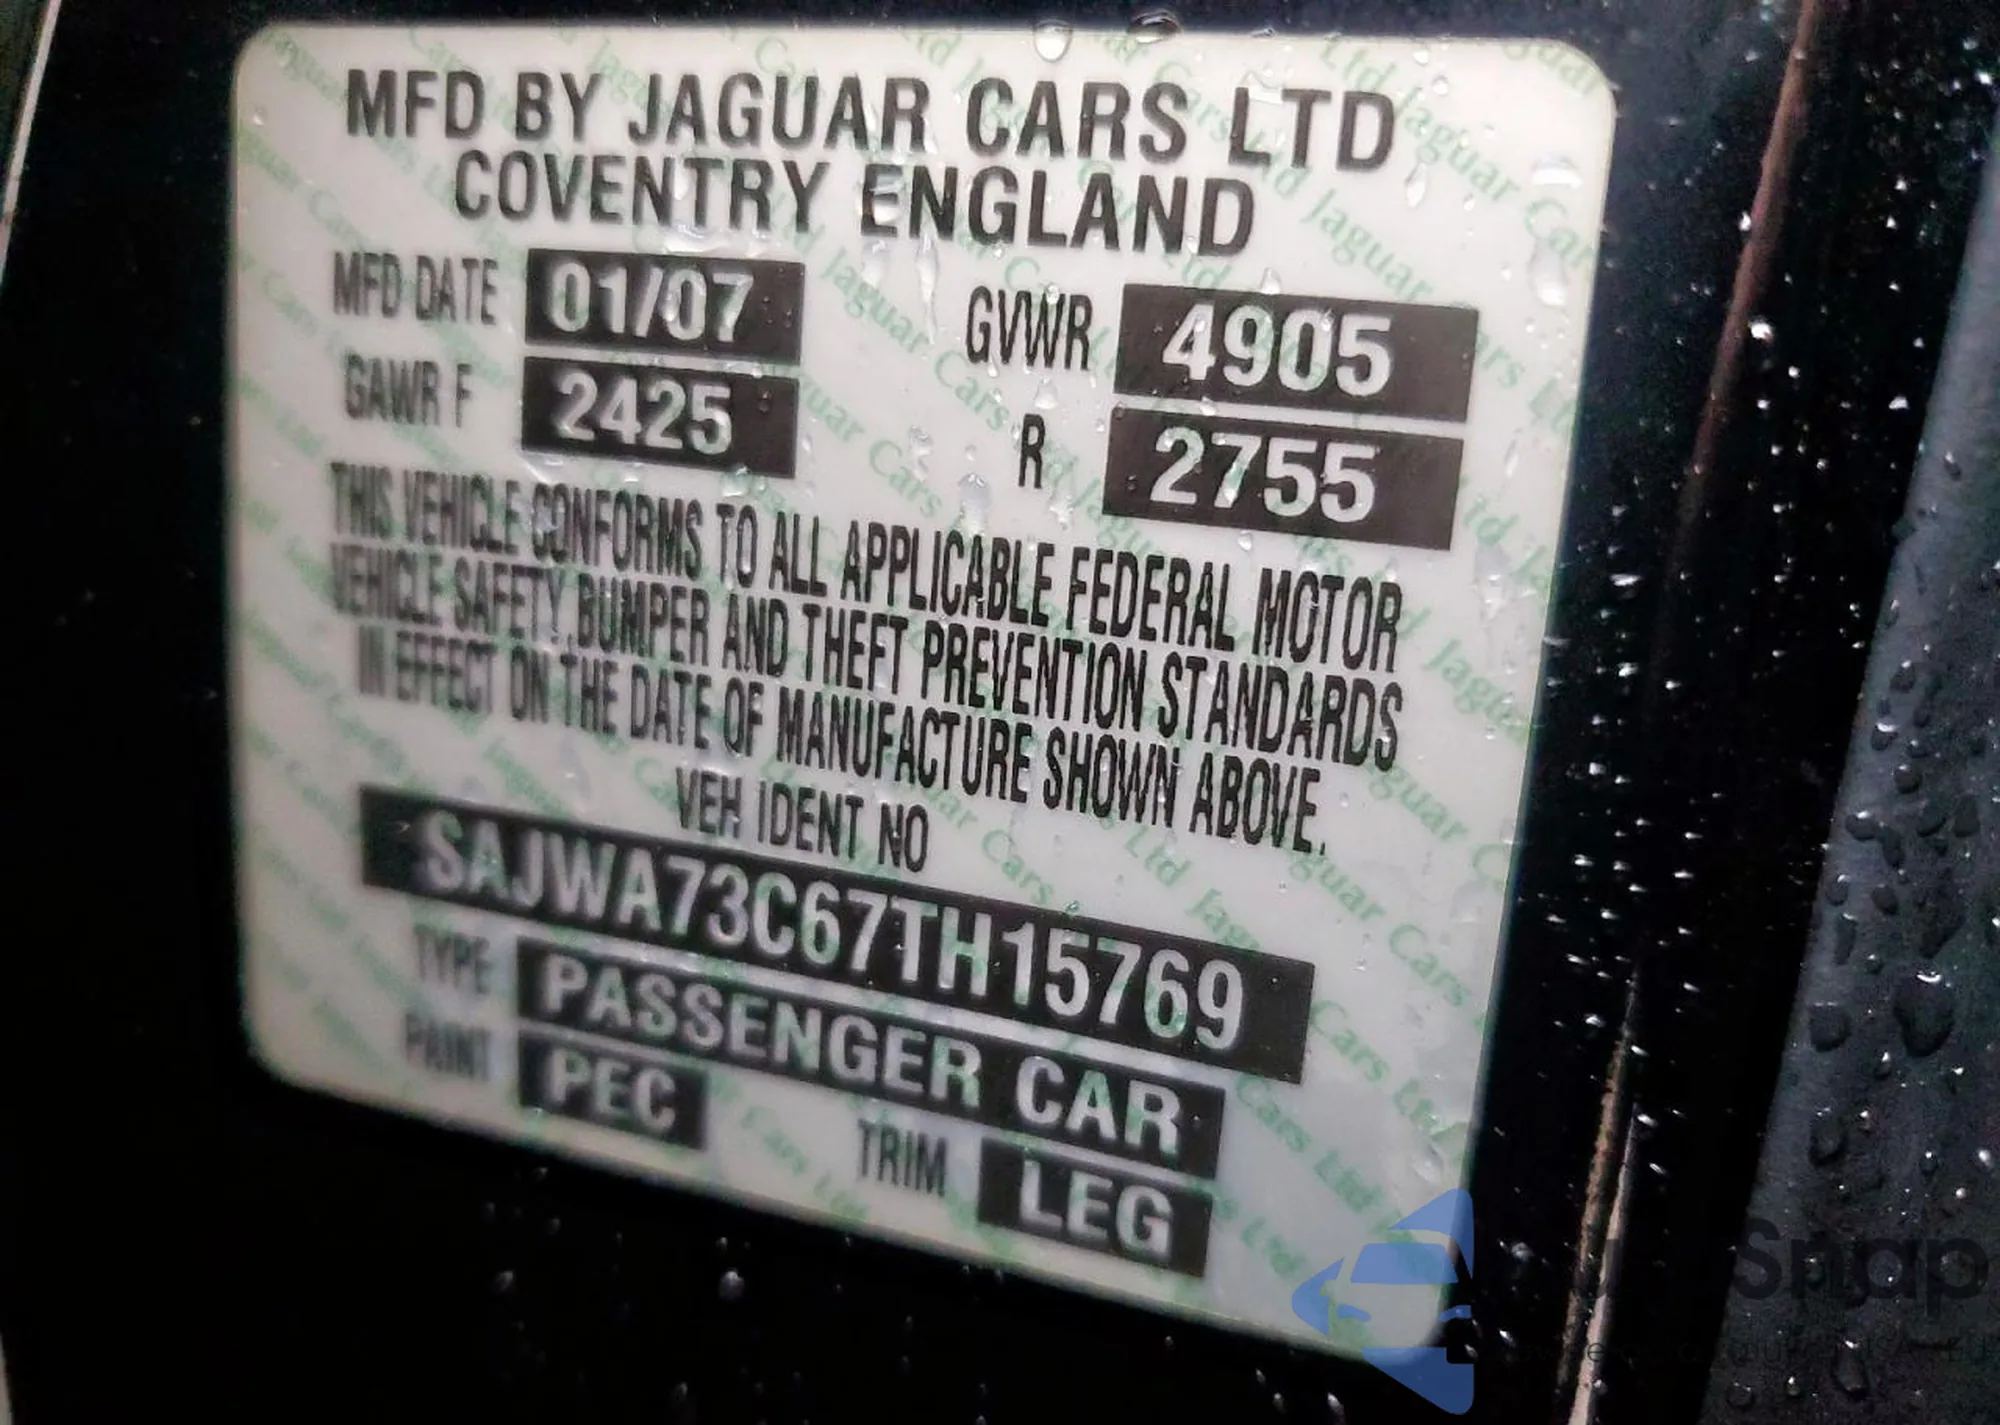 MFD BY JAGUAR CARS LTD
COVENTRY ENGLAND
MFD DATE 01/07 GVWR 4905
GAWR F 2425 R 2755
THIS VEHICLE CONFORMS TO ALL APPLICABLE FEDERAL MOTOR
VEHICLE SAFETY, BUMPER AND THEFT PREVENTION STANDARDS
IN EFFECT ON THE DATE OF MANUFACTURE SHOWN ABOVE.
VEH IDENT NO
SAJWA73C67TH15769
TYPE PASSENGER CAR
PAINT PEC TRIM LEG
Snap